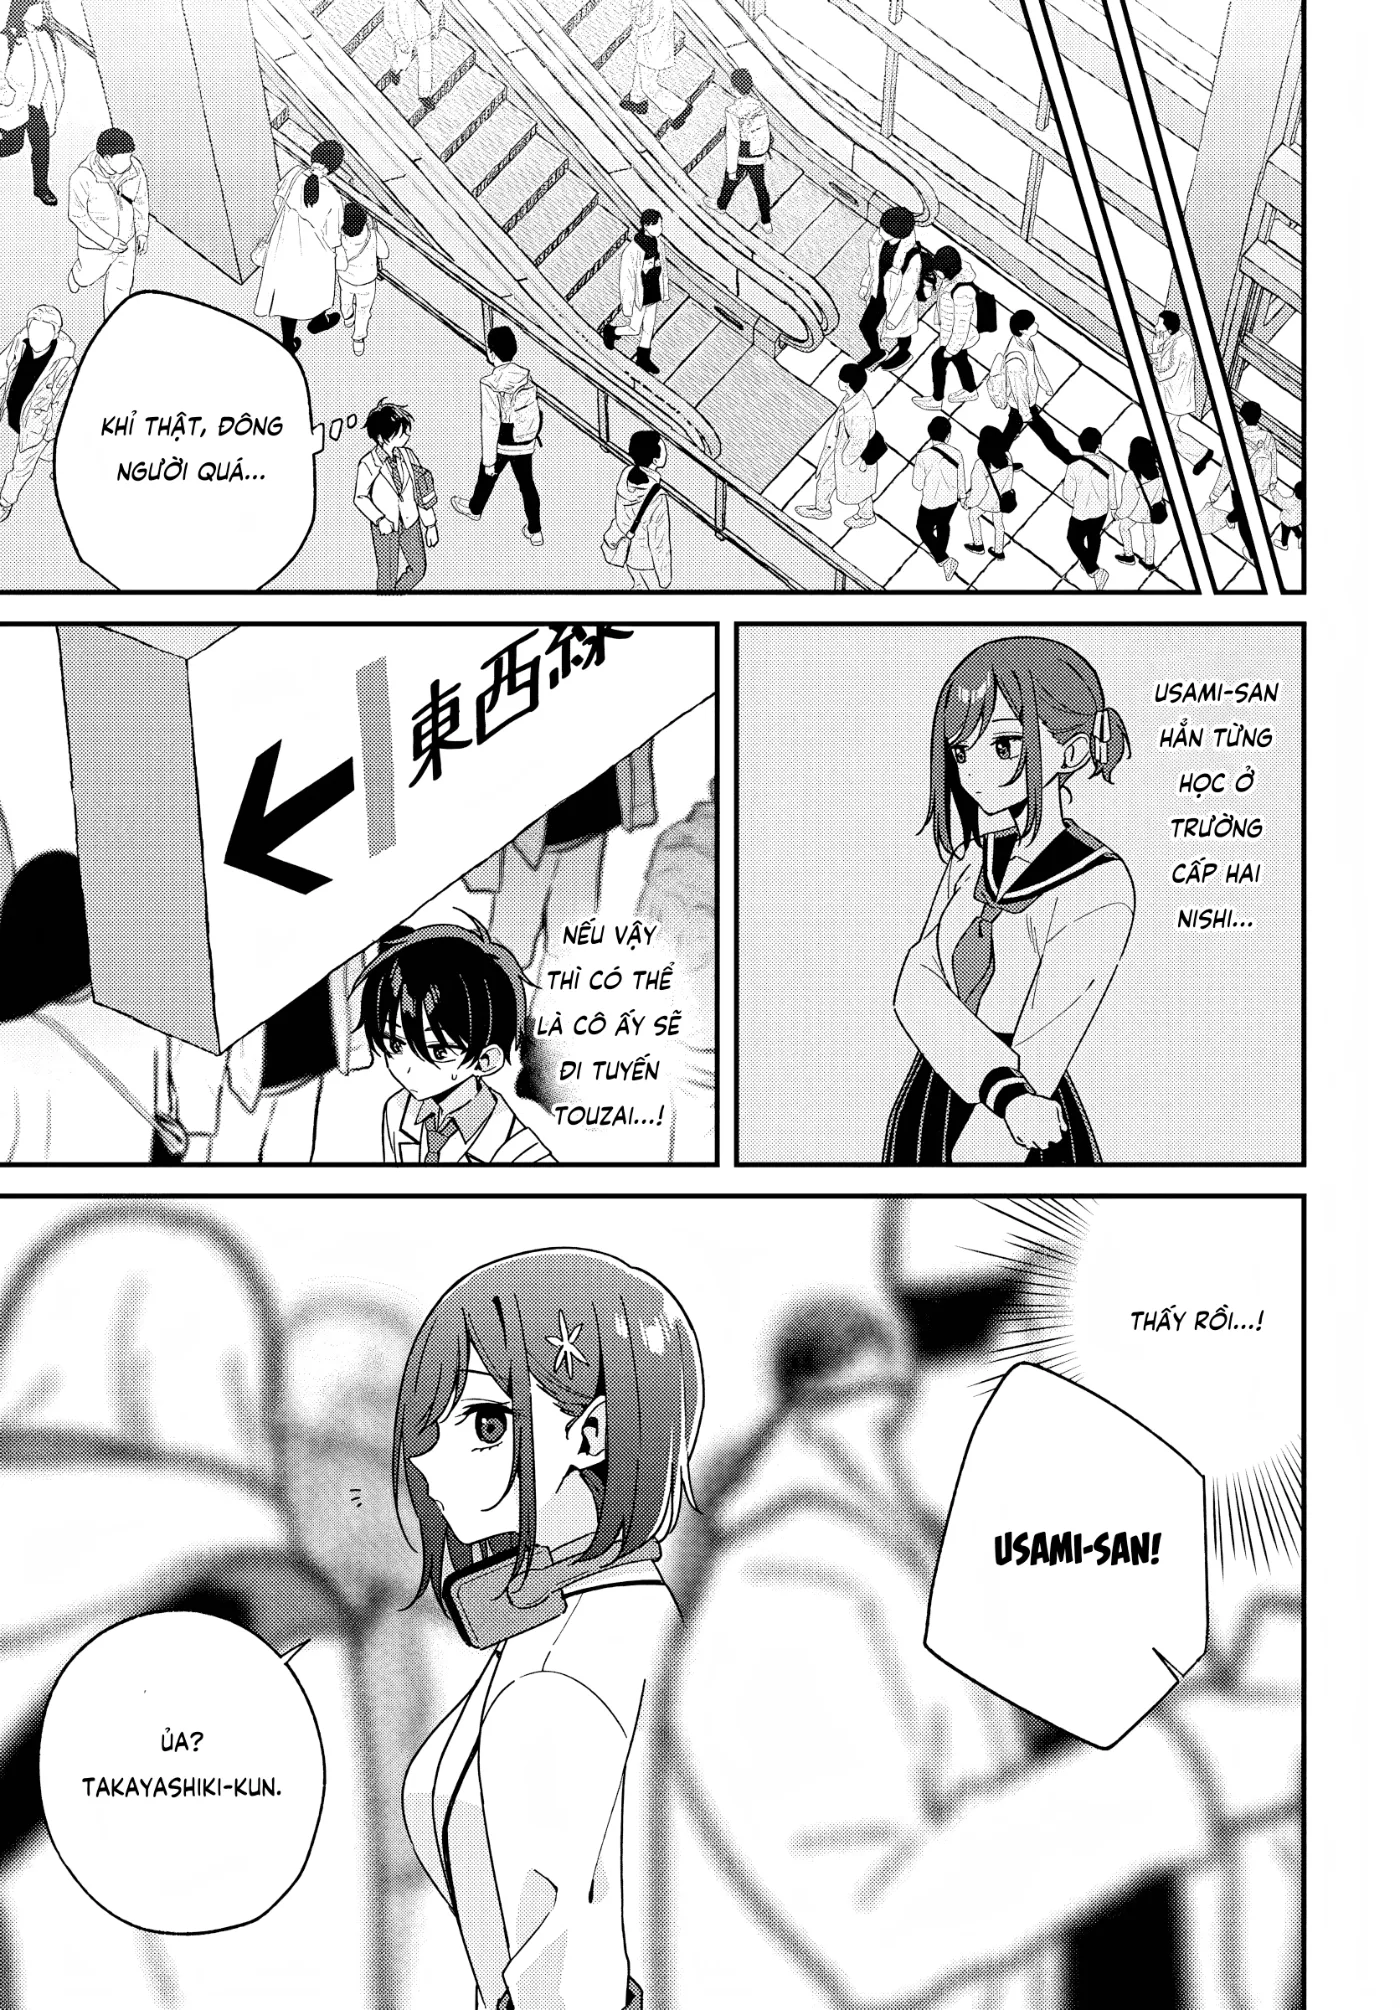 KHỈ THẬT, ĐÔNG
NGƯỜI QUÁ...
USAMI-SAN
HẲN TỪNG
HỌC Ở
TRƯỜNG
CẤP HAI
NISHI...
東西線
NẾU VẬY
THÌ CÓ THỂ
LÀ CÔ ẤY SẼ
ĐI TUYẾN
TOUZAI...!
THẤY RỒI...!
USAMI-SAN!
ỦA?
TAKAYASHIKI-KUN.